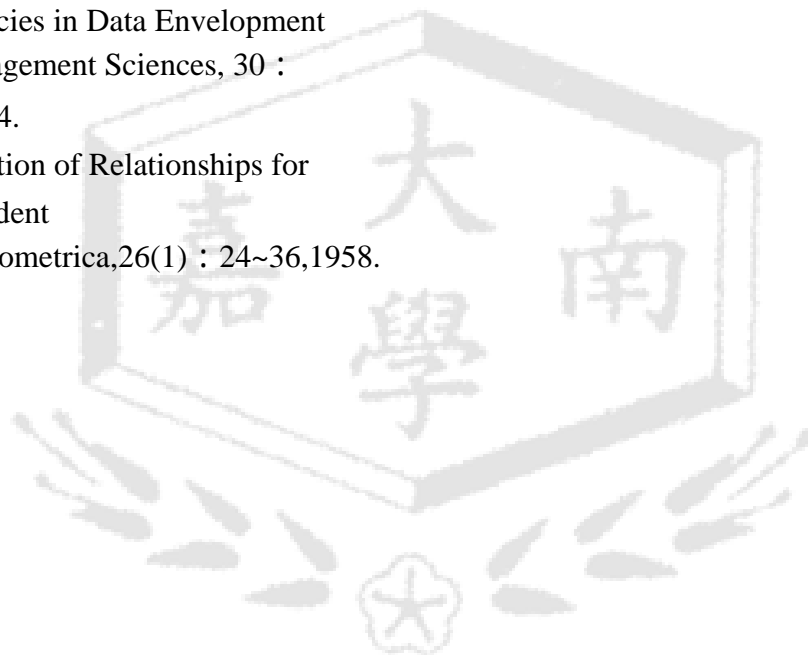 cies in Data Envelopment
agement Sciences, 30：
4.
tion of Relationships for
dent
ometrica,26(1)：24~36,1958.
大
嘉 南
學